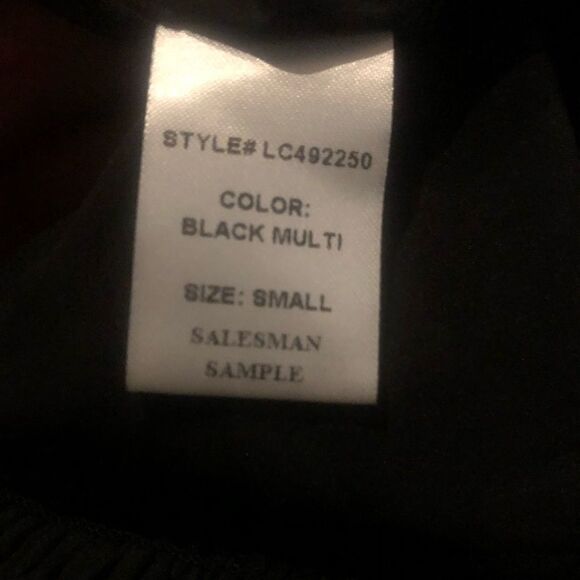 STYLE# LC492250
COLOR:
BLACK MULTI
SIZE: SMALL
SALESMAN
SAMPLE